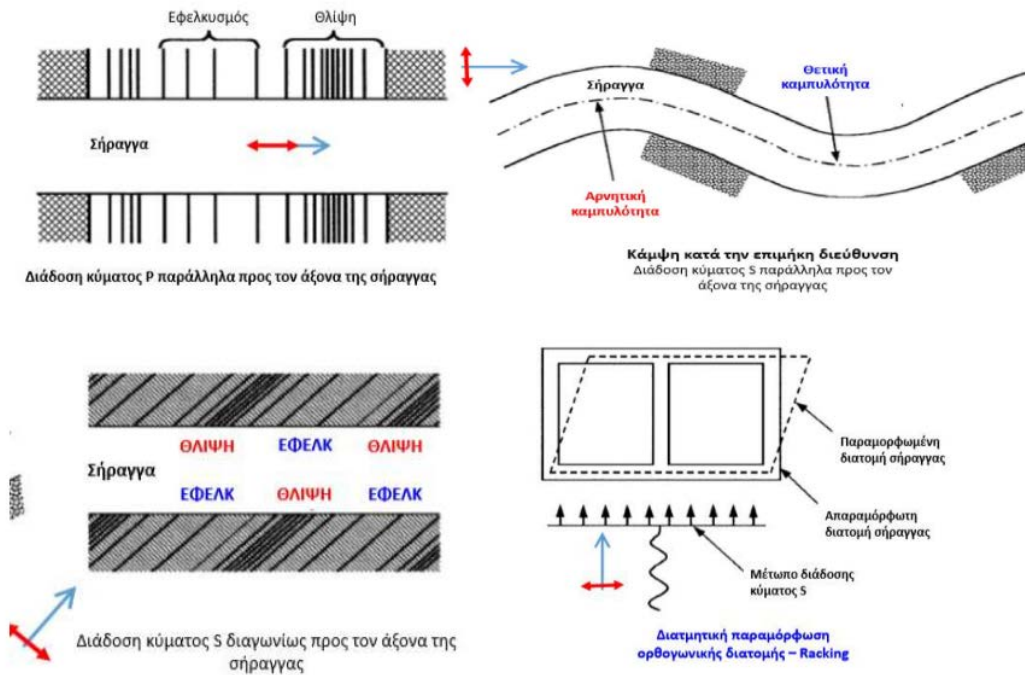 Εφελκυσμός
Θλίψη
Σήραγγα
Διάδοση κύματος P παράλληλα προς τον άξονα της σήραγγας
Σήραγγα
Θετική
καμπυλότητα
Αρνητική
καμπυλότητα
Κάμψη κατά την επιμήκη διεύθυνση
Διάδοση κύματος S παράλληλα προς τον
άξονα της σήραγγας
ΘΛΙΨΗ ΕΦΕΛΚ ΘΛΙΨΗ
Σήραγγα
ΕΦΕΛΚ ΘΛΙΨΗ ΕΦΕΛΚ
Διάδοση κύματος S διαγωνίως προς τον άξονα της
σήραγγας
Παραμορφωμένη
διατομή σήραγγας
Απαραμόρφωτη
διατομή σήραγγας
Μέτωπο διάδοσης
κύματος S
Διατμητική παραμόρφωση
ορθογωνικής διατομής – Racking